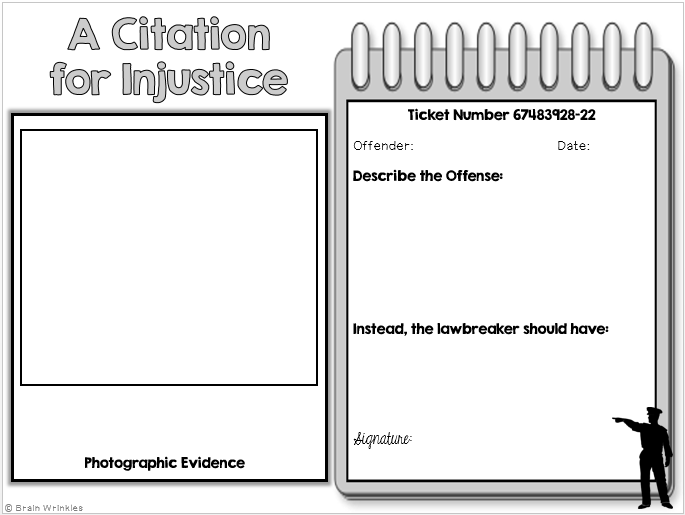 A Citation
for Injustice
Photographic Evidence
Ticket Number 67483928-22
Offender: Date:
Describe the Offense:
Instead, the lawbreaker should have:
Signature:
© Brain Wrinkles